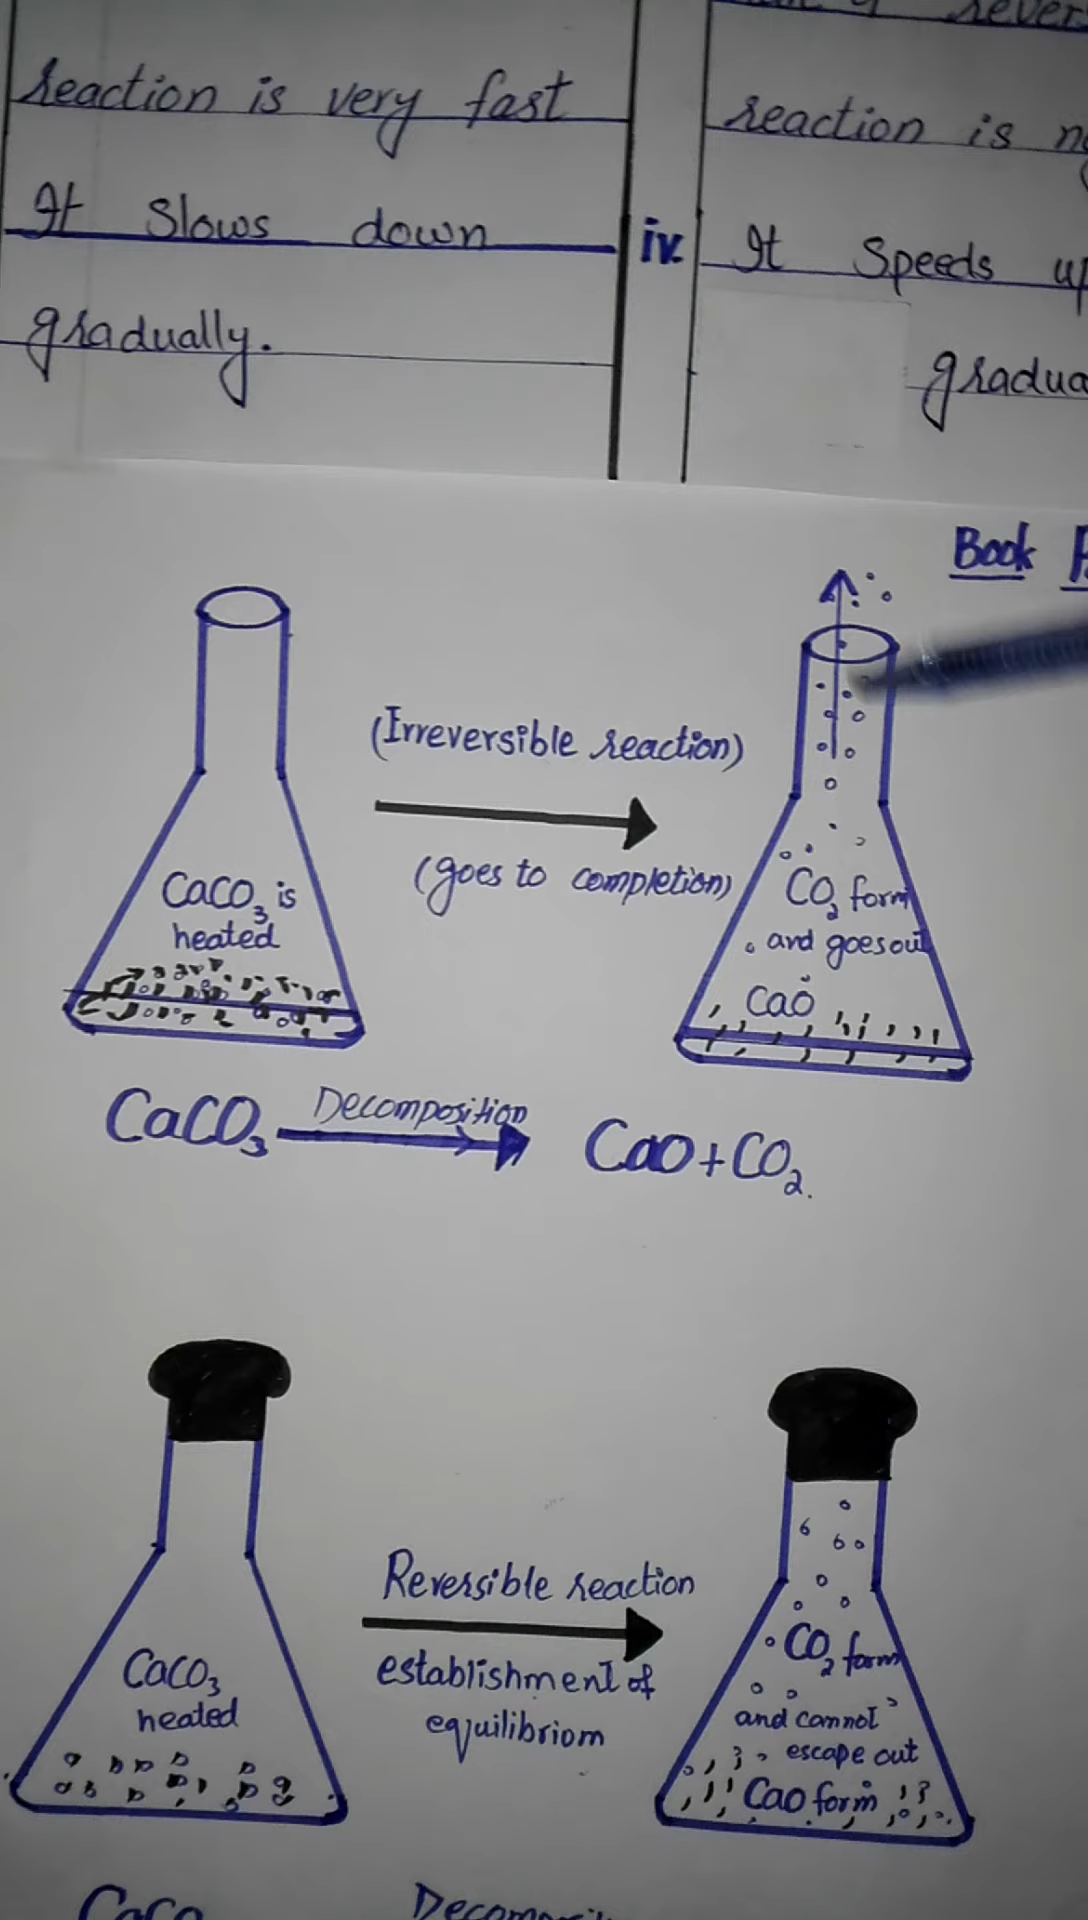 reaction is very fast
It Slows down
gradually.
reaction is
iv. It Speeds up
Book
(Irreversible reaction)
(goes to completion)
CaCO₃ is
heated
CO₂ form
and goes out
CaO
CaCO₃ Decomposition CaO + CO₂.
Reversible reaction
establishment of
equilibriom
CaCO₃
heated
CO₂ form
and cannot
escape out
CaO form